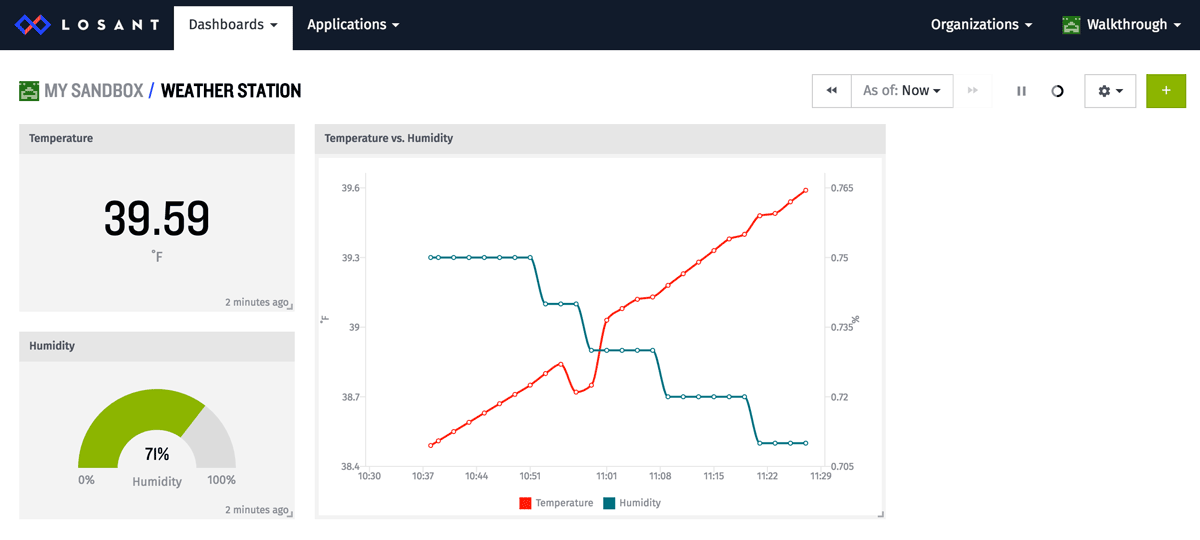 LOSANT Dashboards Applications Organizations Walkthrough
MY SANDBOX / WEATHER STATION As of: Now +
Temperature
39.59
°F
2 minutes ago
Humidity
71%
0% Humidity 100%
2 minutes ago
Temperature vs. Humidity
39.6 0.765
39.3 0.75
39 0.735
°F %
38.7 0.72
38.4 0.705
10:30 10:37 10:44 10:51 11:01 11:08 11:15 11:22 11:29
Temperature Humidity